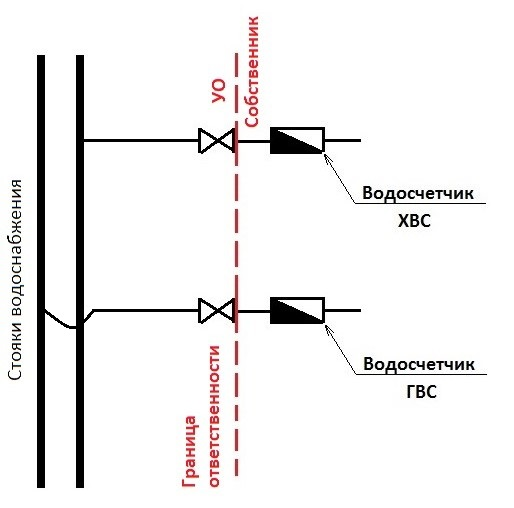 Стояки водоснабжения
УО
Собственник
Водосчетчик
ХВС
Водосчетчик
ГВС
Граница
ответственности